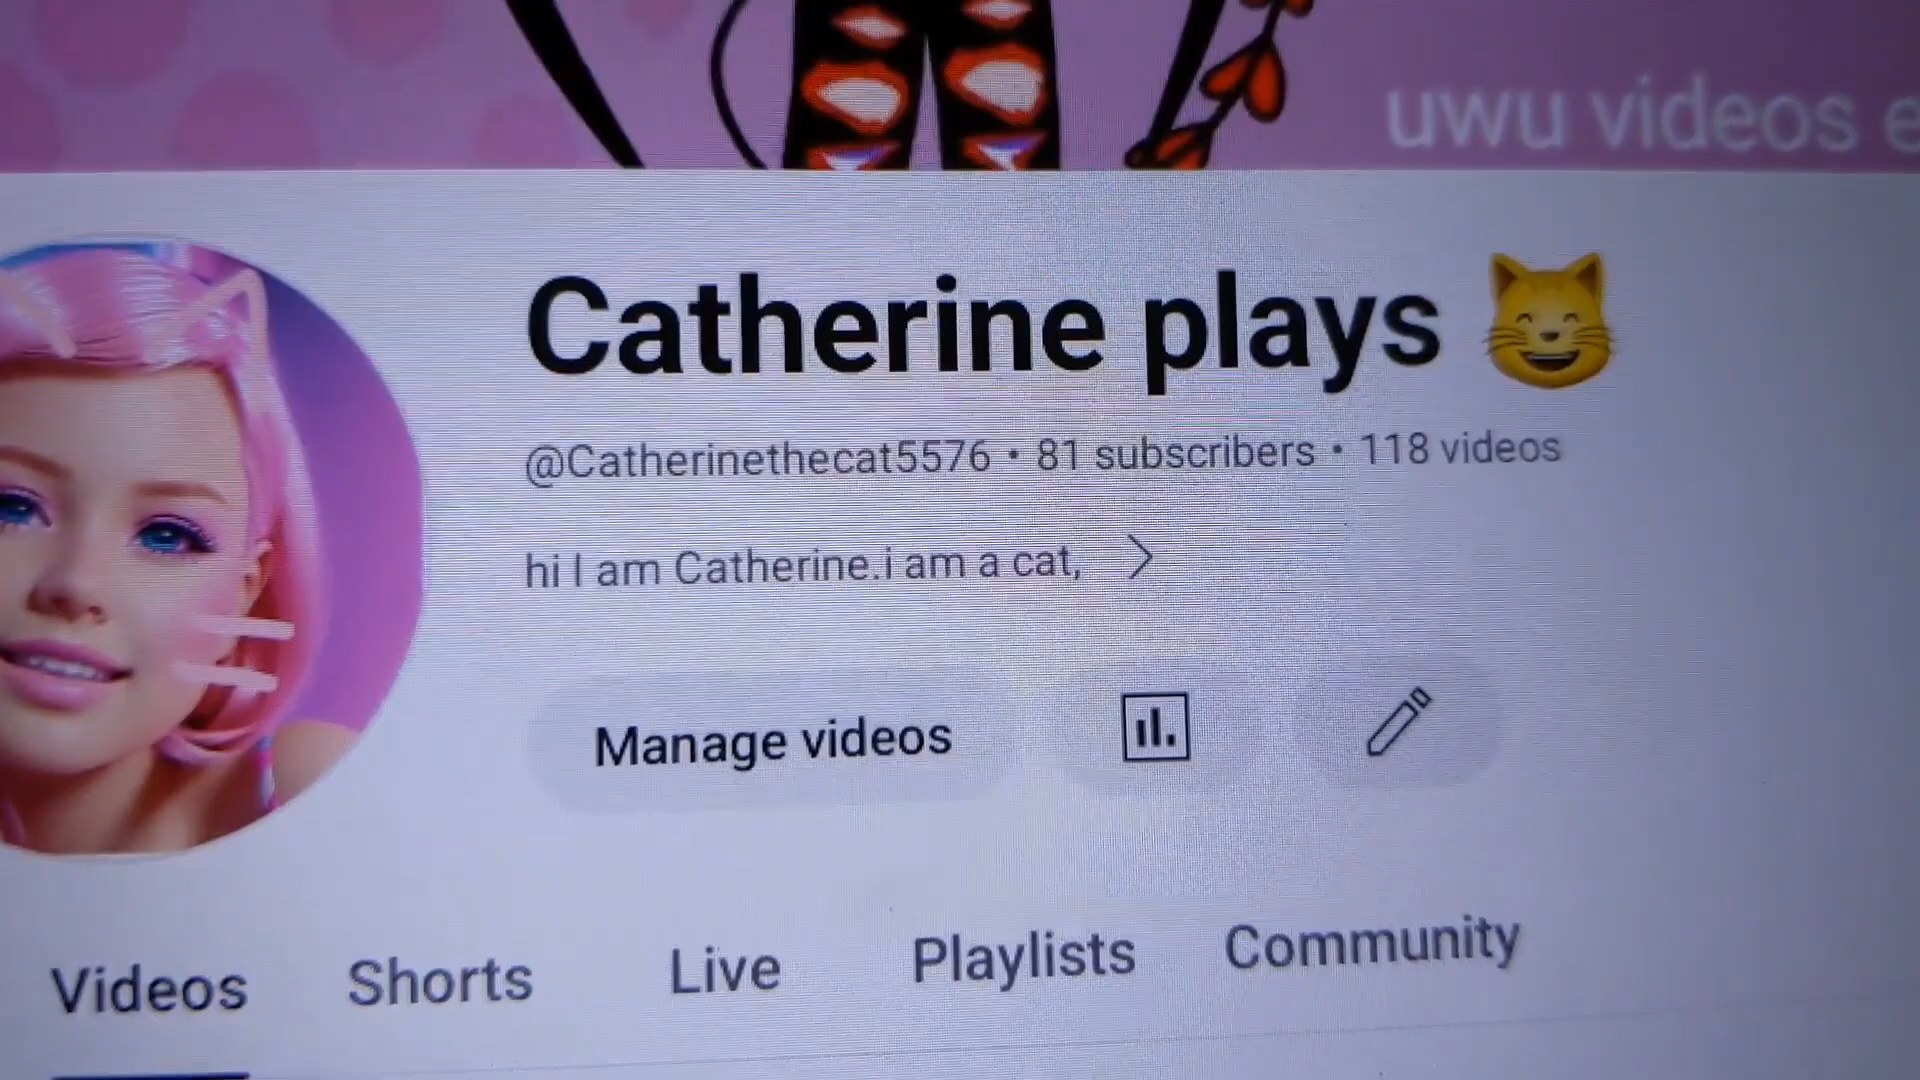 uwu videos e
Catherine plays 😸
@Catherinethecat5576 • 81 subscribers • 118 videos
hi I am Catherine.i am a cat,
Manage videos
Videos Shorts Live Playlists Community